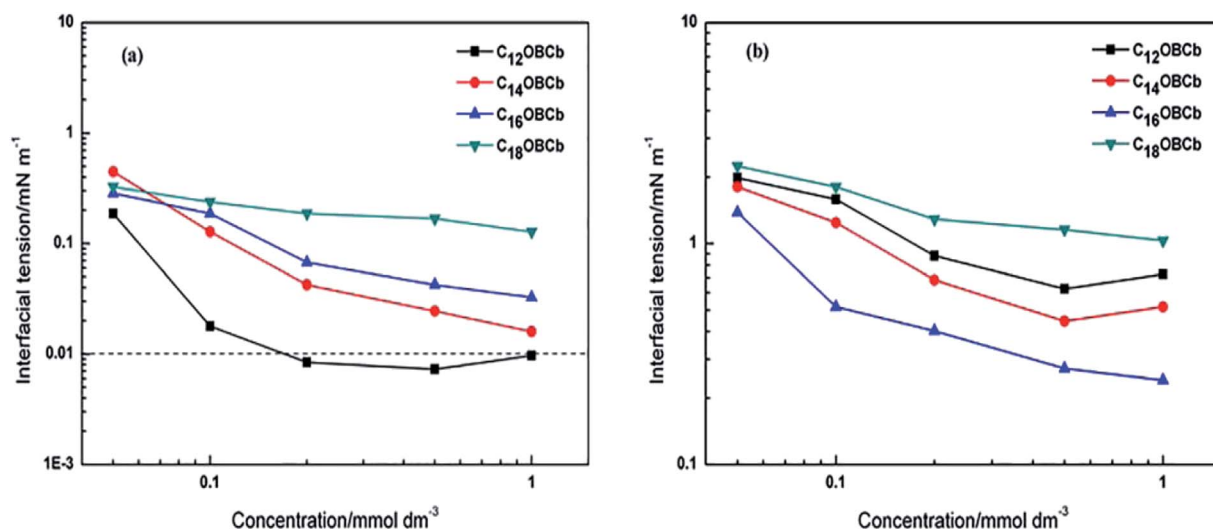 (a)
C12OBCb
C14OBCb
C16OBCb
C18OBCb
10
1
0.1
0.01
1E-3
Interfacial tension/mN m-1
0.1
1
Concentration/mmol dm-3
(b)
C12OBCb
C14OBCb
C16OBCb
C18OBCb
10
1
0.1
Interfacial tension/mN m-1
0.1
1
Concentration/mmol dm-3